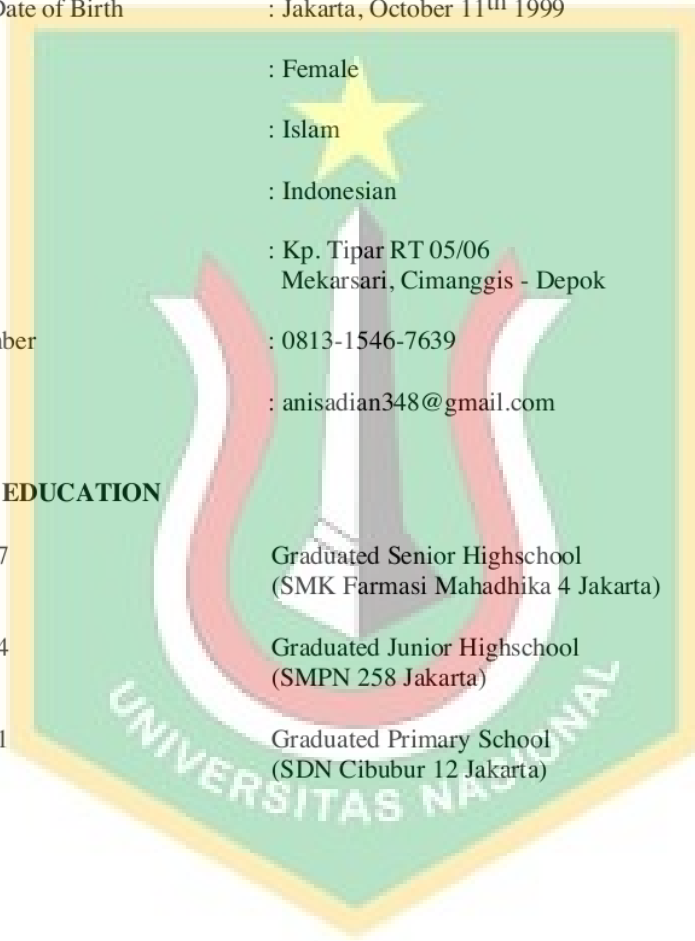 Date of Birth : Jakarta, October 11th 1999
: Female
: Islam
: Indonesian
: Kp. Tipar RT 05/06
Mekarsari, Cimanggis - Depok
: 0813-1546-7639
: anisadian348@gmail.com
EDUCATION
7 Graduated Senior Highschool
(SMK Farmasi Mahadhika 4 Jakarta)
4 Graduated Junior Highschool
(SMPN 258 Jakarta)
1 Graduated Primary School
(SDN Cibubur 12 Jakarta)
UNIVERSITAS NASIONAL